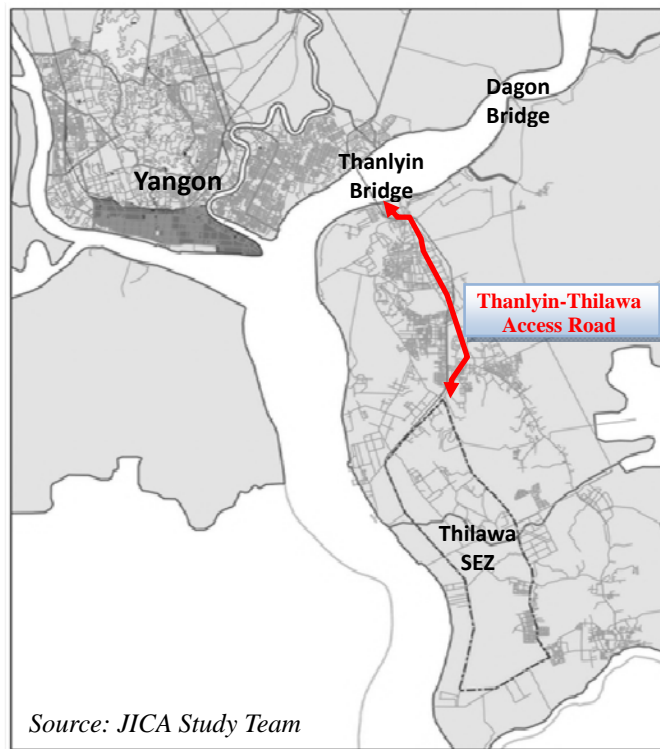 Dagon
Bridge
Thanlyin
Bridge
Yangon
Thanlyin-Thilawa
Access Road
Thilawa
SEZ
Source: JICA Study Team